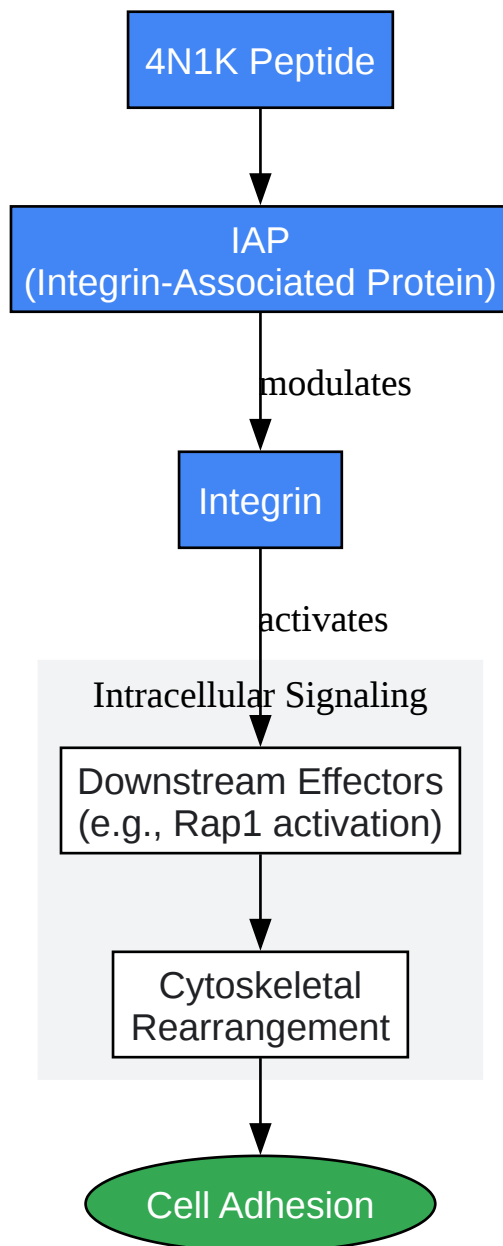 4N1K Peptide
IAP
(Integrin-Associated Protein)
modulates
Integrin
activates
Intracellular Signaling
Downstream Effectors
(e.g., Rap1 activation)
Cytoskeletal
Rearrangement
Cell Adhesion